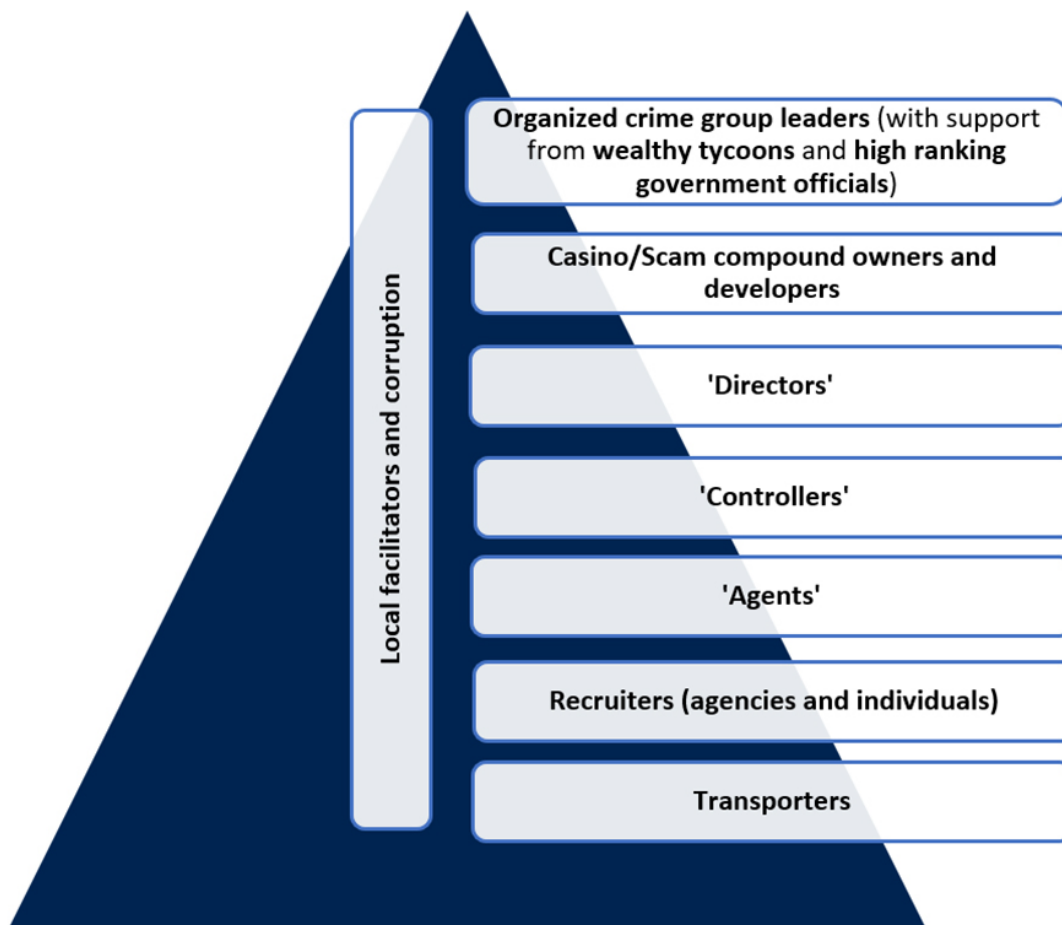 Organized crime group leaders (with support
from wealthy tycoons and high ranking
government officials)
Casino/Scam compound owners and
developers
'Directors'
'Controllers'
'Agents'
Recruiters (agencies and individuals)
Transporters
Local facilitators and corruption